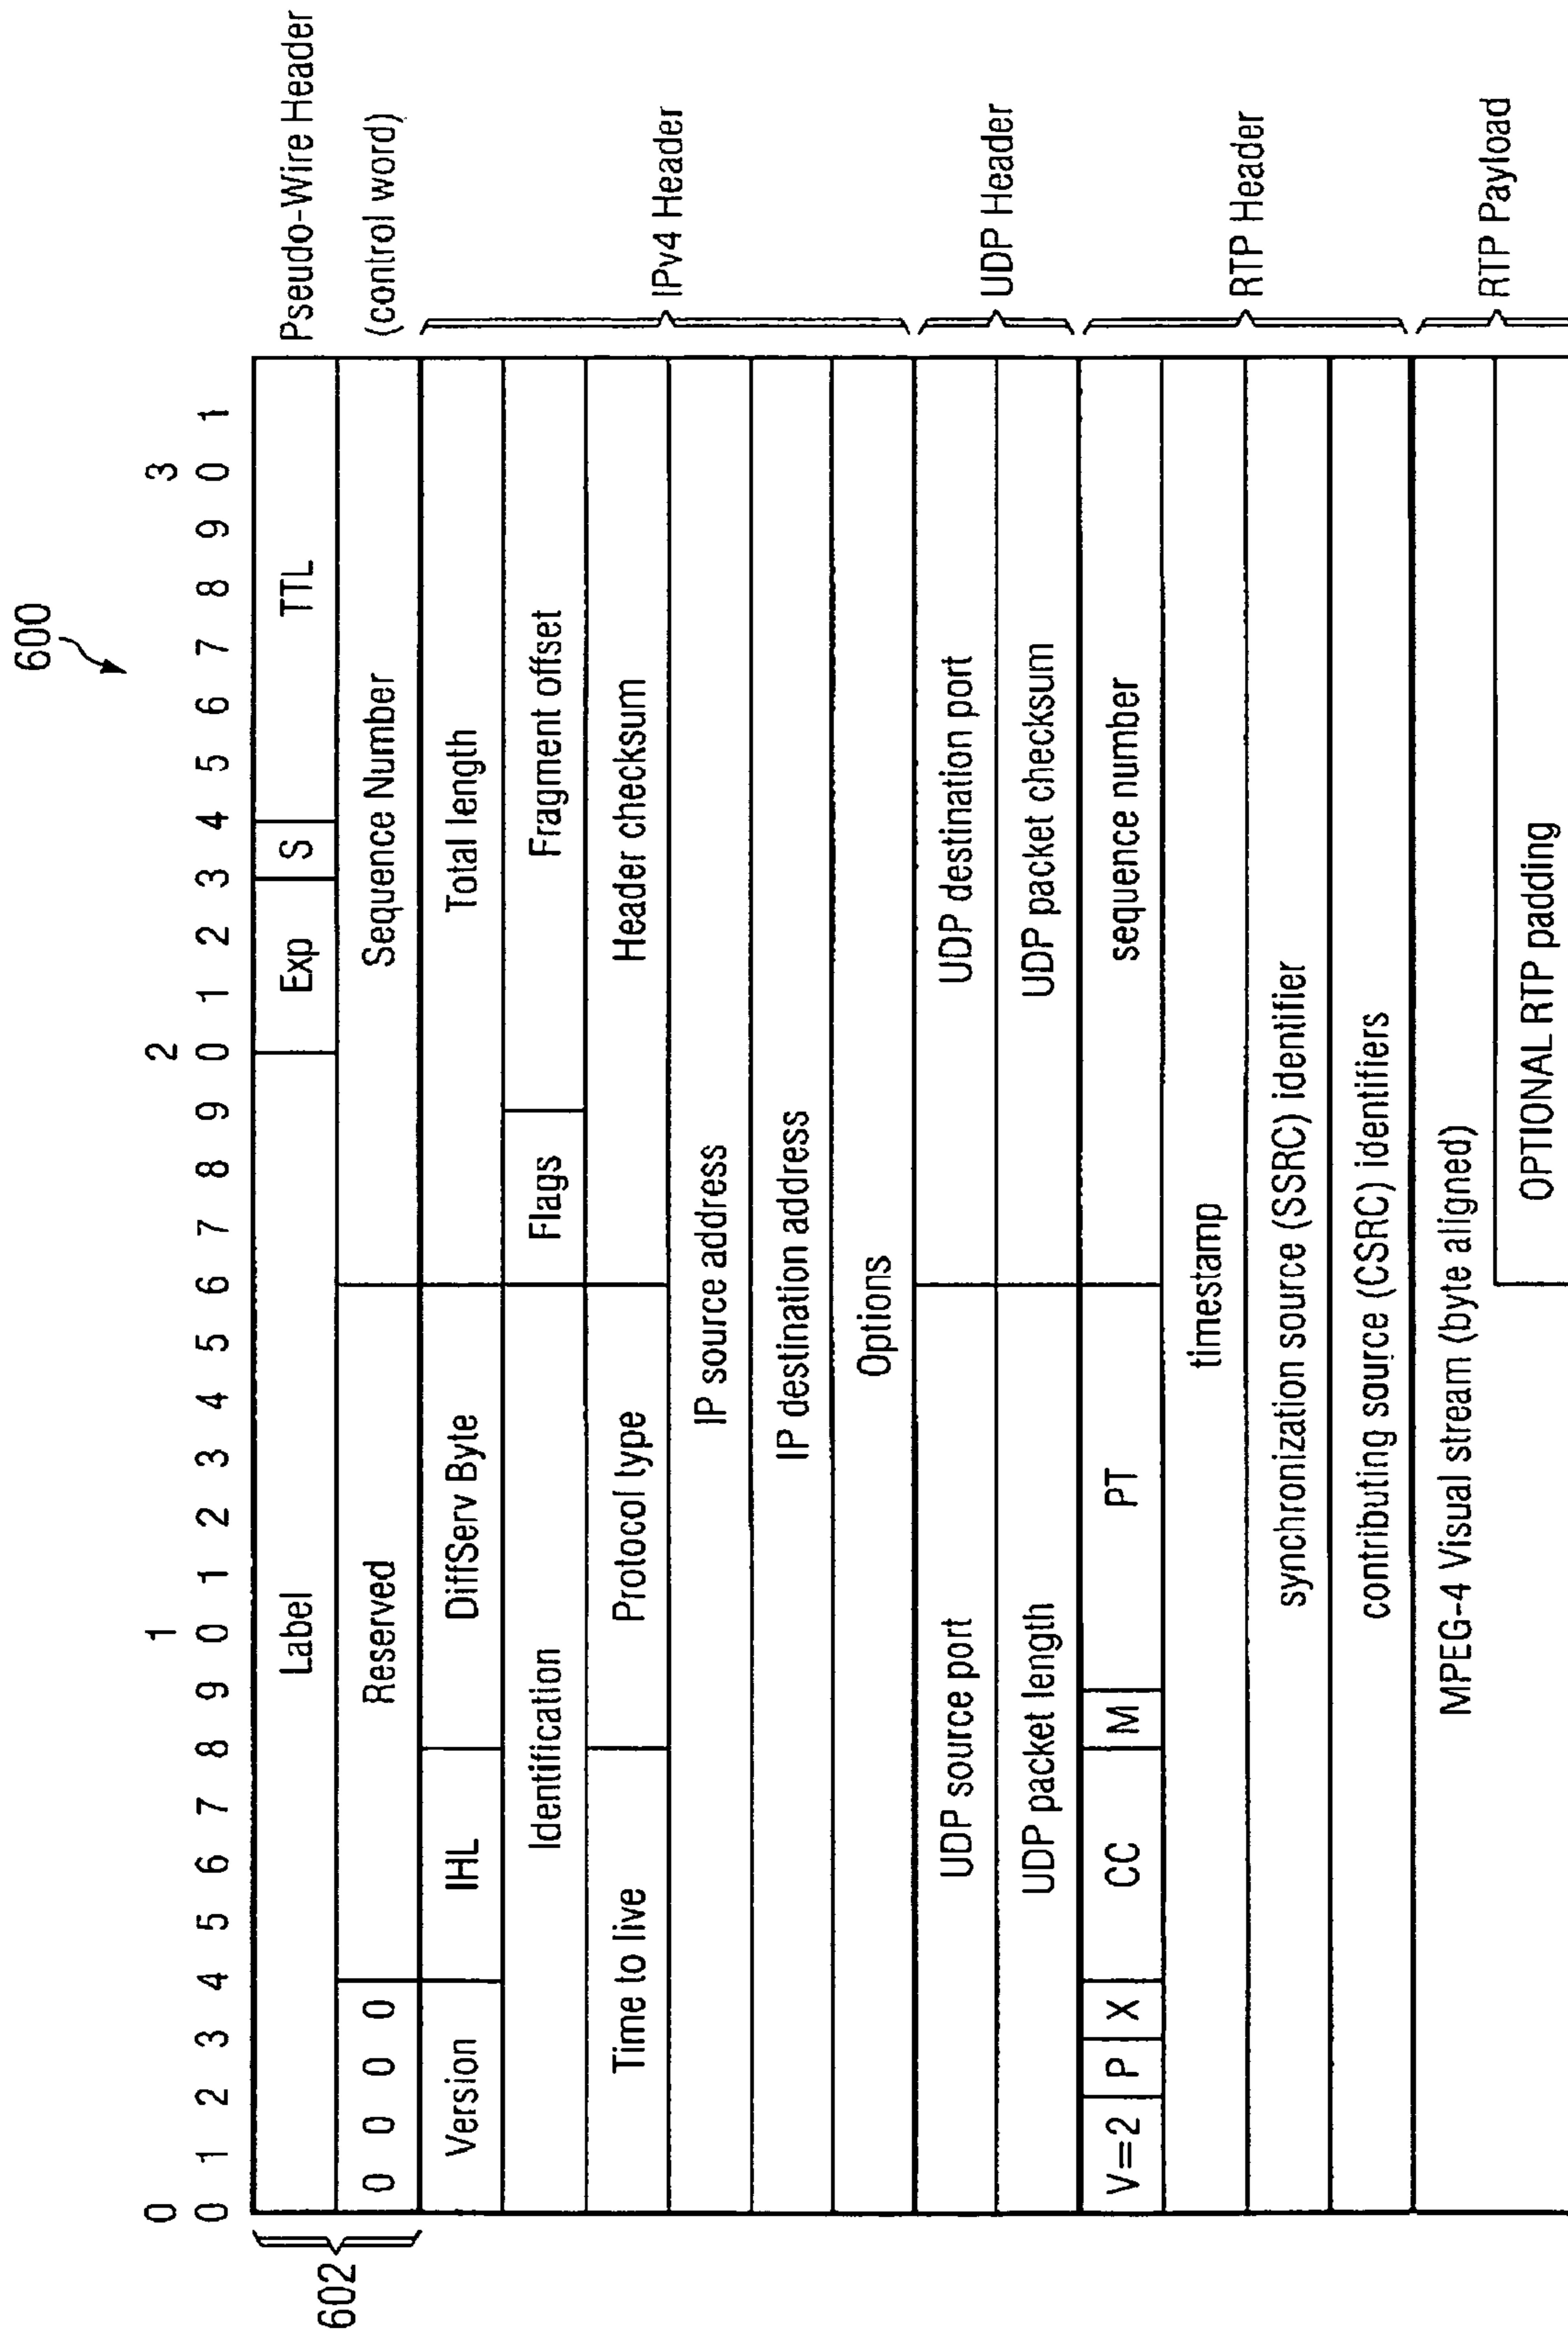 600
0 1 2 3
0 1 2 3 4 5 6 7 8 9 0 1 2 3 4 5 6 7 8 9 0 1 2 3 4 5 6 7 8 9 0 1
602
Label Exp S TTL Pseudo-Wire Header
0 0 0 0 Reserved Sequence Number (control word)
Version IHL DiffServ Byte Total length
Identification Flags Fragment offset
Time to live Protocol type Header checksum
IPv4 Header
IP source address
IP destination address
Options
UDP source port UDP destination port
UDP Header
UDP packet length UDP packet checksum
V=2 P X CC M PT sequence number
timestamp
RTP Header
synchronization source (SSRC) identifier
contributing source (CSRC) identifiers
MPEG-4 Visual stream (byte aligned)
RTP Payload
OPTIONAL RTP padding